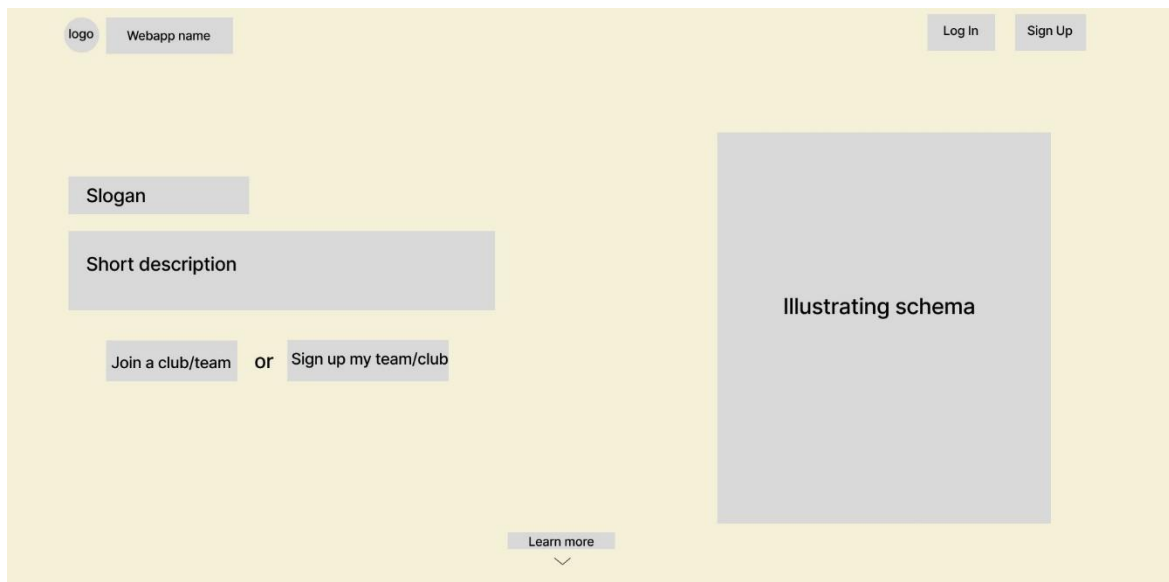 logo
Webapp name
Log In
Sign Up
Slogan
Short description
Join a club/team
or
Sign up my team/club
Illustrating schema
Learn more